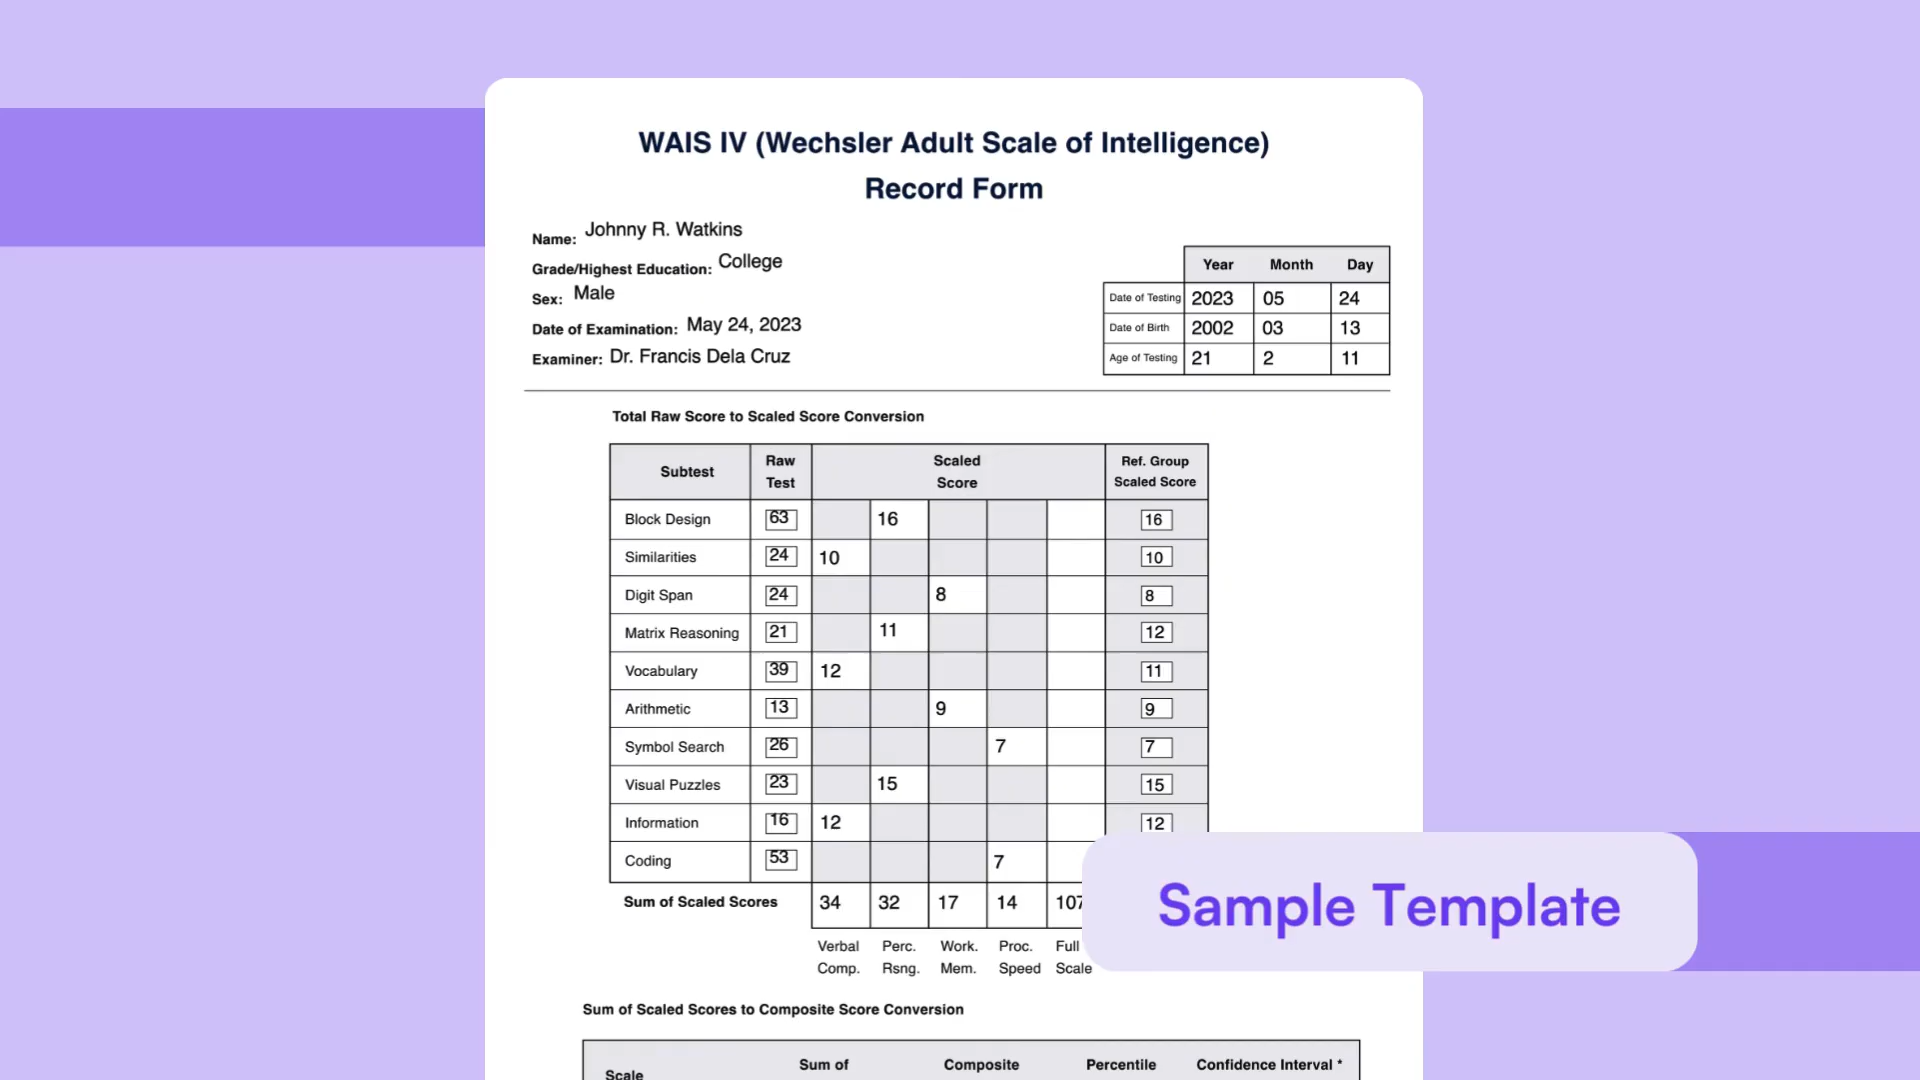 WAIS IV (Wechsler Adult Scale of Intelligence)
Record Form
Name: Johnny R. Watkins
Grade/Highest Education: College
Sex: Male
Date of Examination: May 24, 2023
Examiner: Dr. Francis Dela Cruz
Year Month Day
Date of Testing 2023 05 24
Date of Birth 2002 03 13
Age of Testing 21 2 11
Total Raw Score to Scaled Score Conversion
Subtest Raw Test Scaled Score Ref. Group Scaled Score
Block Design 63 16 16
Similarities 24 10 10
Digit Span 24 8 8
Matrix Reasoning 21 11 12
Vocabulary 39 12 11
Arithmetic 13 9 9
Symbol Search 26 7 7
Visual Puzzles 23 15 15
Information 16 12 12
Coding 53 7
Sum of Scaled Scores 34 32 17 14 107
Verbal Perc. Work. Proc. Full
Comp. Rsng. Mem. Speed Scale
Sample Template
Sum of Scaled Scores to Composite Score Conversion
Scale Sum of Composite Percentile Confidence Interval *